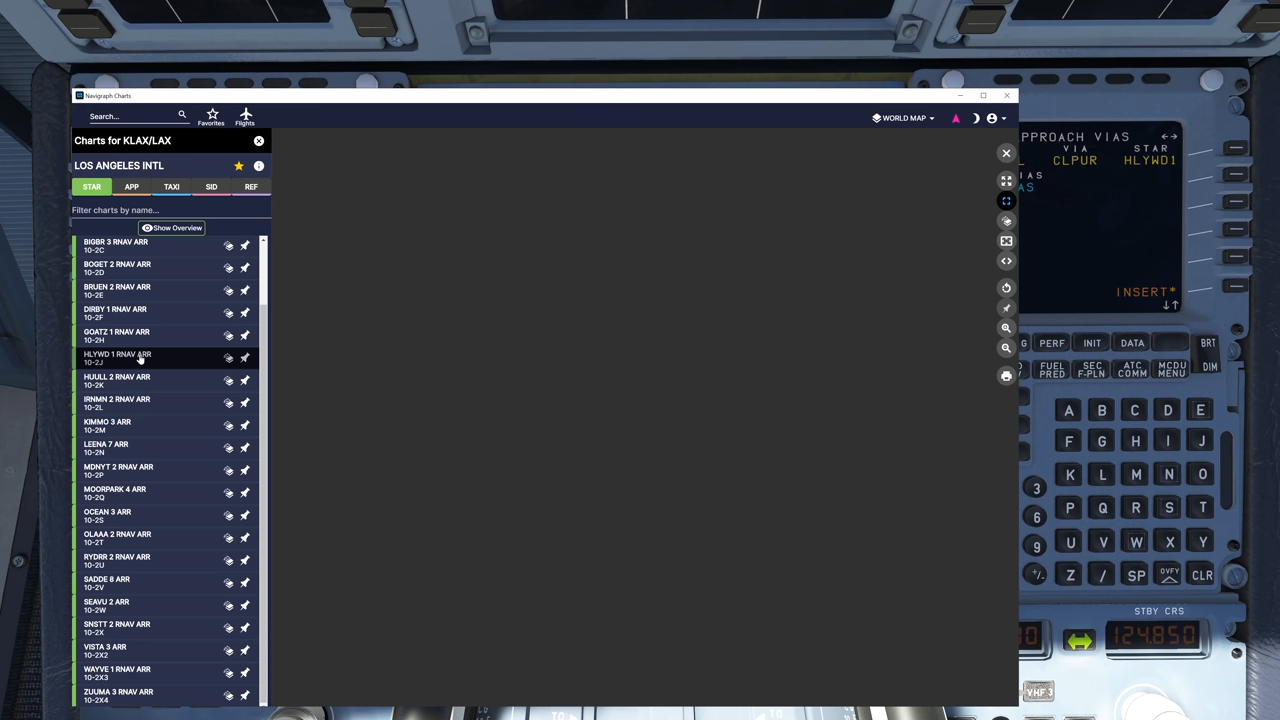 Navigraph Charts
Search...
Favorites
Flights
WORLD MAP
Charts for KLAX/LAX
LOS ANGELES INTL
STAR APP TAXI SID REF
Filter charts by name...
Show Overview
BIGBR 3 RNAV ARR
10-2C
BOGET 2 RNAV ARR
10-2D
BRUEN 2 RNAV ARR
10-2E
DIRBY 1 RNAV ARR
10-2F
GOATZ 1 RNAV ARR
10-2H
HLYWD 1 RNAV ARR
10-2J
HUULL 2 RNAV ARR
10-2K
IRNMN 2 RNAV ARR
10-2L
KIMMO 3 ARR
10-2M
LEENA 7 ARR
10-2N
MDNYT 2 RNAV ARR
10-2P
MOORPARK 4 ARR
10-2Q
OCEAN 3 ARR
10-2S
OLAAA 2 RNAV ARR
10-2T
RYDRR 2 RNAV ARR
10-2U
SADDE 8 ARR
10-2V
SEAVU 2 ARR
10-2W
SNSTT 2 RNAV ARR
10-2X
VISTA 3 ARR
10-2X2
WAYVE 1 RNAV ARR
10-2X3
ZUUMA 3 RNAV ARR
10-2X4
PPROACH VIAS
VIA STAR
CLPUR HLYWD1
IAS
AS
INSERT*
G PERF INIT DATA BRT
FUEL PRED SEC F-PLN ATC COMM MCDU MENU DIM
A B C D E
F G H I J
K L M N O
3 P Q R S T
6 U V W X Y
9 Z / SP OVFY CLR
+/-
STBY CRS
124.850
VHF3
TO TO